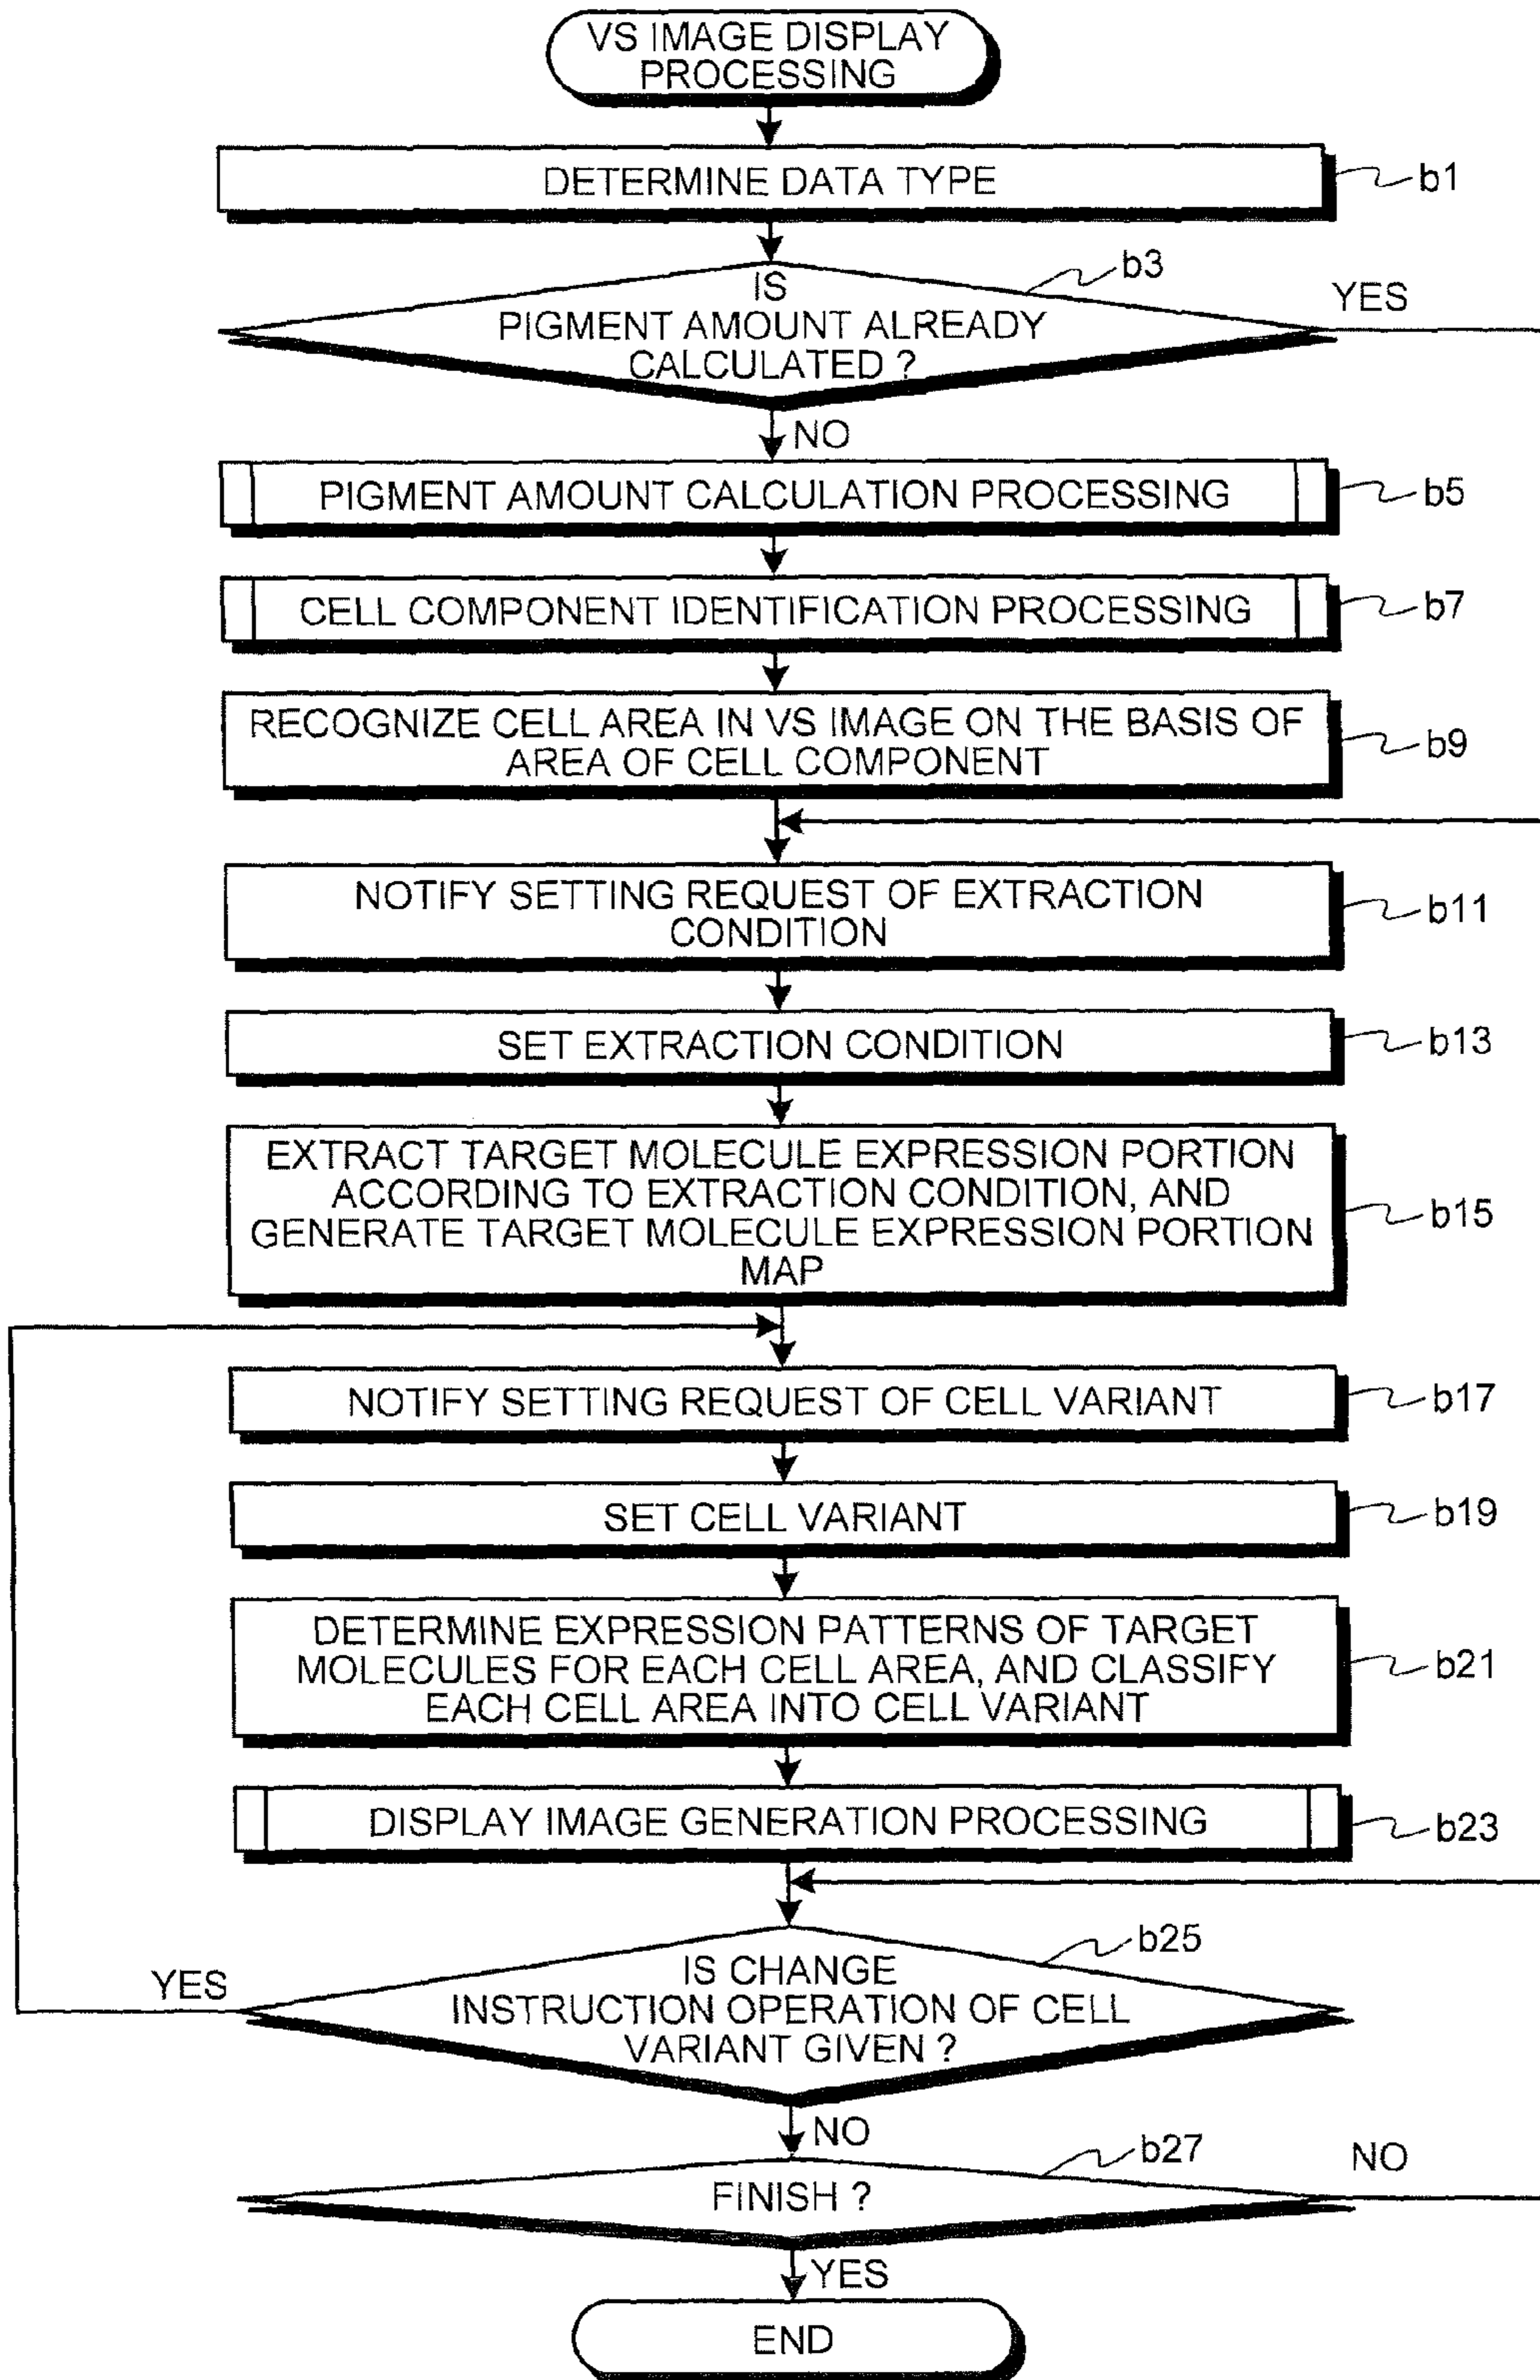 VS IMAGE DISPLAY
PROCESSING
DETERMINE DATA TYPE
b1
b3
IS
PIGMENT AMOUNT ALREADY
CALCULATED ?
YES
NO
PIGMENT AMOUNT CALCULATION PROCESSING
b5
CELL COMPONENT IDENTIFICATION PROCESSING
b7
RECOGNIZE CELL AREA IN VS IMAGE ON THE BASIS OF
AREA OF CELL COMPONENT
b9
NOTIFY SETTING REQUEST OF EXTRACTION
CONDITION
b11
SET EXTRACTION CONDITION
b13
EXTRACT TARGET MOLECULE EXPRESSION PORTION
ACCORDING TO EXTRACTION CONDITION, AND
GENERATE TARGET MOLECULE EXPRESSION PORTION
MAP
b15
NOTIFY SETTING REQUEST OF CELL VARIANT
b17
SET CELL VARIANT
b19
DETERMINE EXPRESSION PATTERNS OF TARGET
MOLECULES FOR EACH CELL AREA, AND CLASSIFY
EACH CELL AREA INTO CELL VARIANT
b21
DISPLAY IMAGE GENERATION PROCESSING
b23
b25
YES
IS CHANGE
INSTRUCTION OPERATION OF CELL
VARIANT GIVEN ?
NO
b27
NO
FINISH ?
YES
END